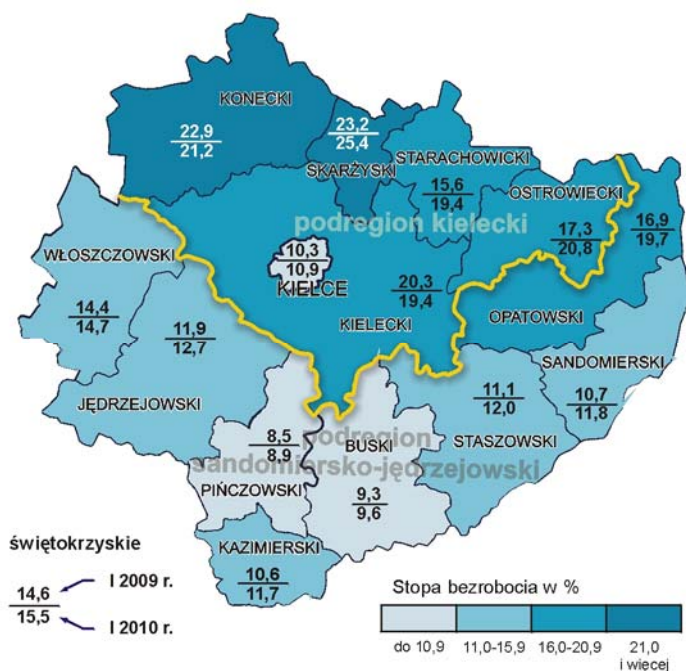 KONECKI
22,9
21,2
23,2
25,4
SKARŻYSKI
STARACHOWICKI
15,6
19,4
OSTROWIECKI
17,3
20,8
16,9
19,7
podregion kielecki
WŁOSZCZOWSKI
14,4
14,7
10,3
10,9
KIELCE
20,3
19,4
KIELECKI
OPATOWSKI
11,9
12,7
JĘDRZEJOWSKI
SANDOMIERSKI
10,7
11,8
11,1
12,0
STASZOWSKI
8,5
8,9
PIŃCZOWSKI
podregion
sandomiersko-jędrzejowski
BUSKI
9,3
9,6
KAZIMIERSKI
10,6
11,7
świętokrzyskie
14,6
15,5
I 2009 r.
I 2010 r.
Stopa bezrobocia w %
do 10,9
11,0-15,9
16,0-20,9
21,0
i więcej